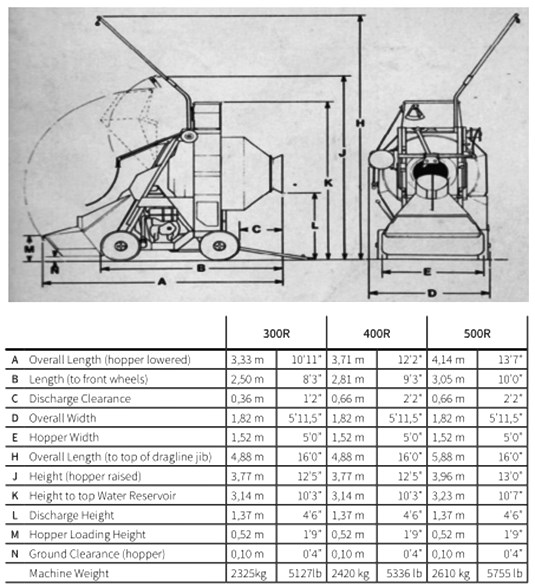 H
J
K
M
N
C
L
B
A
E
D
300R 400R 500R
A Overall Length (hopper lowered) 3,33 m 10'11" 3,71 m 12'2" 4,14 m 13'7"
B Length (to front wheels) 2,50 m 8'3" 2,81 m 9'3" 3,05 m 10'0"
C Discharge Clearance 0,36 m 1'2" 0,66 m 2'2" 0,66 m 2'2"
D Overall Width 1,82 m 5'11,5" 1,82 m 5'11,5" 1,82 m 5'11,5"
E Hopper Width 1,52 m 5'0" 1,52 m 5'0" 1,52 m 5'0"
H Overall Length (to top of dragline jib) 4,88 m 16'0" 4,88 m 16'0" 5,88 m 16'0"
J Height (hopper raised) 3,77 m 12'5" 3,77 m 12'5" 3,96 m 13'0"
K Height to top Water Reservoir 3,14 m 10'3" 3,14 m 10'3" 3,23 m 10'7"
L Discharge Height 1,37 m 4'6" 1,37 m 4'6" 1,37 m 4'6"
M Hopper Loading Height 0,52 m 1'9" 0,52 m 1'9" 0,52 m 1'9"
N Ground Clearance (hopper) 0,10 m 0'4" 0,10 m 0'4" 0,10 m 0'4"
Machine Weight 2325kg 5127lb 2420 kg 5336 lb 2610 kg 5755 lb